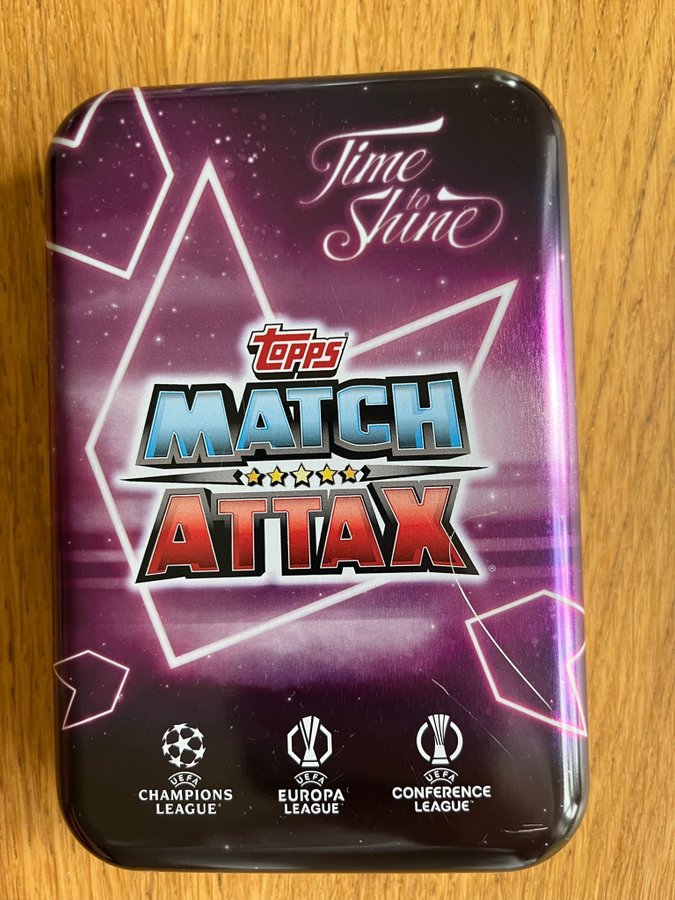 Time
to
Shine
Topps
MATCH
ATTAX
UEFA
CHAMPIONS
LEAGUE
UEFA
EUROPA
LEAGUE
UEFA
CONFERENCE
LEAGUE